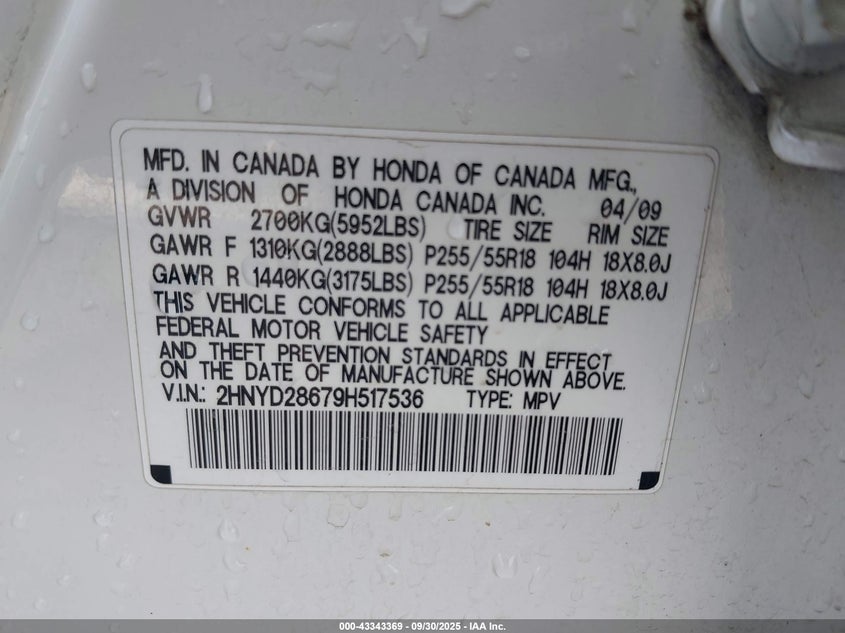 MFD. IN CANADA BY HONDA OF CANADA MFG.,
A DIVISION OF HONDA CANADA INC. 04/09
GVWR 2700KG(5952LBS) TIRE SIZE RIM SIZE
GAWR F 1310KG(2888LBS) P255/55R18 104H 18X8.0J
GAWR R 1440KG(3175LBS) P255/55R18 104H 18X8.0J
THIS VEHICLE CONFORMS TO ALL APPLICABLE
FEDERAL MOTOR VEHICLE SAFETY
AND THEFT PREVENTION STANDARDS IN EFFECT
ON THE DATE OF MANUFACTURE SHOWN ABOVE.
V.I.N.: 2HNYD28679H517536 TYPE: MPV
000-43343369 - 09/30/2025 - IAA Inc.